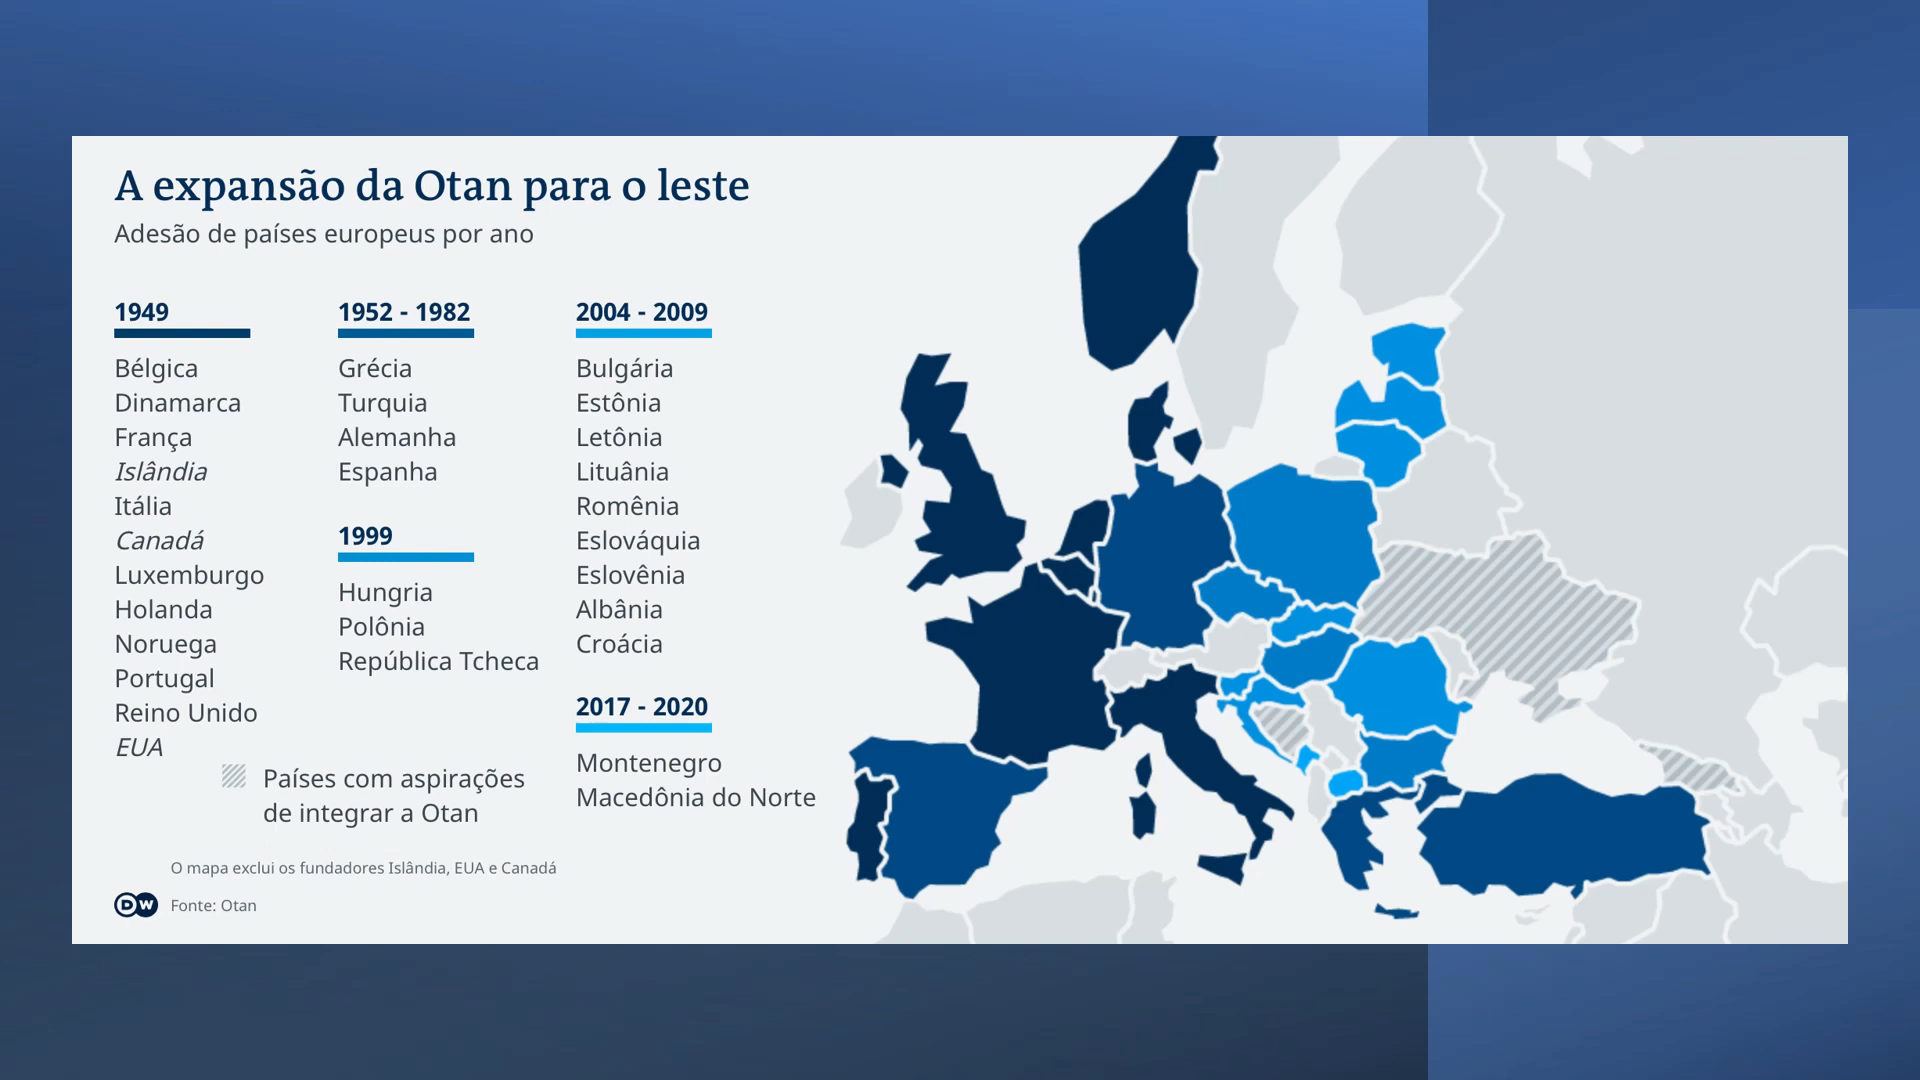 A expansão da Otan para o leste
Adesão de países europeus por ano
1949
Bélgica
Dinamarca
França
Islândia
Itália
Canadá
Luxemburgo
Holanda
Noruega
Portugal
Reino Unido
EUA
1952 - 1982
Grécia
Turquia
Alemanha
Espanha
1999
Hungria
Polônia
República Tcheca
2004 - 2009
Bulgária
Estônia
Letônia
Lituânia
Romênia
Eslováquia
Eslovênia
Albânia
Croácia
2017 - 2020
Montenegro
Macedônia do Norte
Países com aspirações
de integrar a Otan
O mapa exclui os fundadores Islândia, EUA e Canadá
DW Fonte: Otan